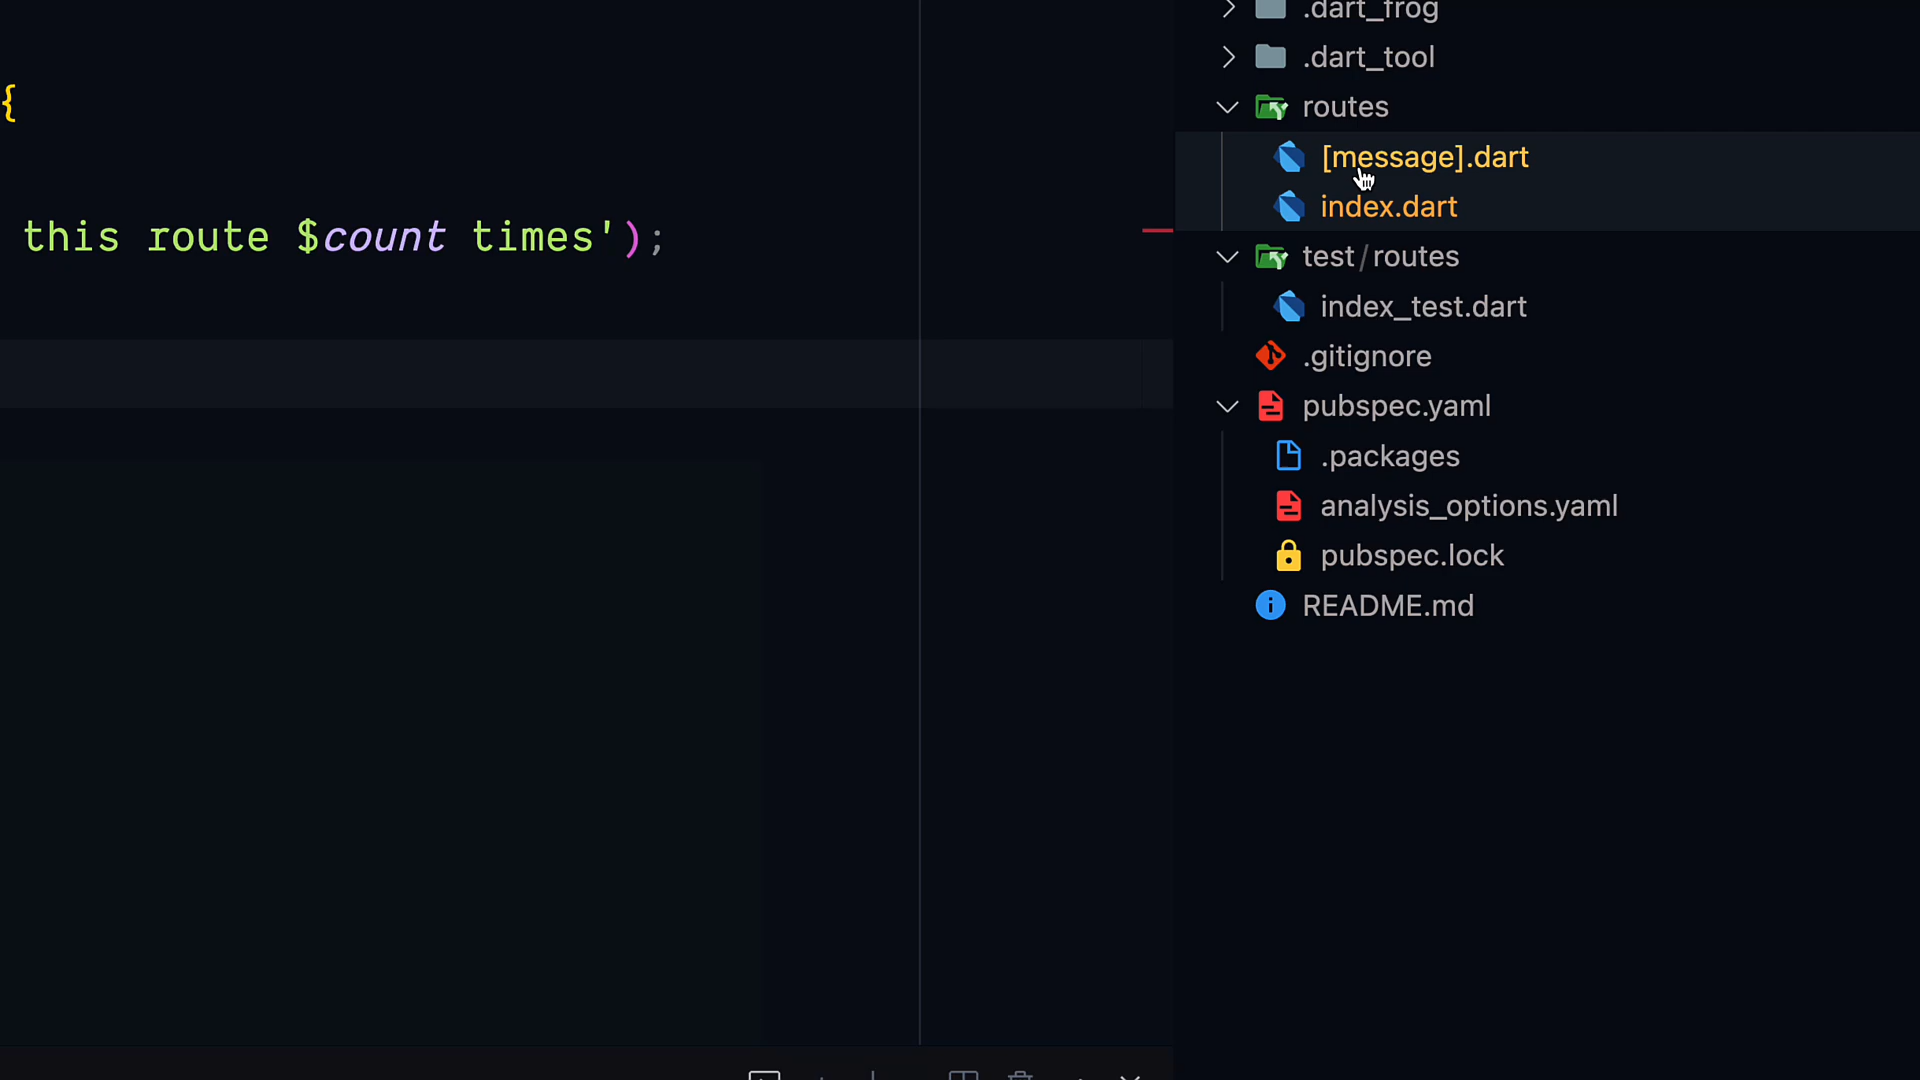 {
this route $count times');
.dart_frog
.dart_tool
routes
[message].dart
index.dart
test/routes
index_test.dart
.gitignore
pubspec.yaml
.packages
analysis_options.yaml
pubspec.lock
README.md